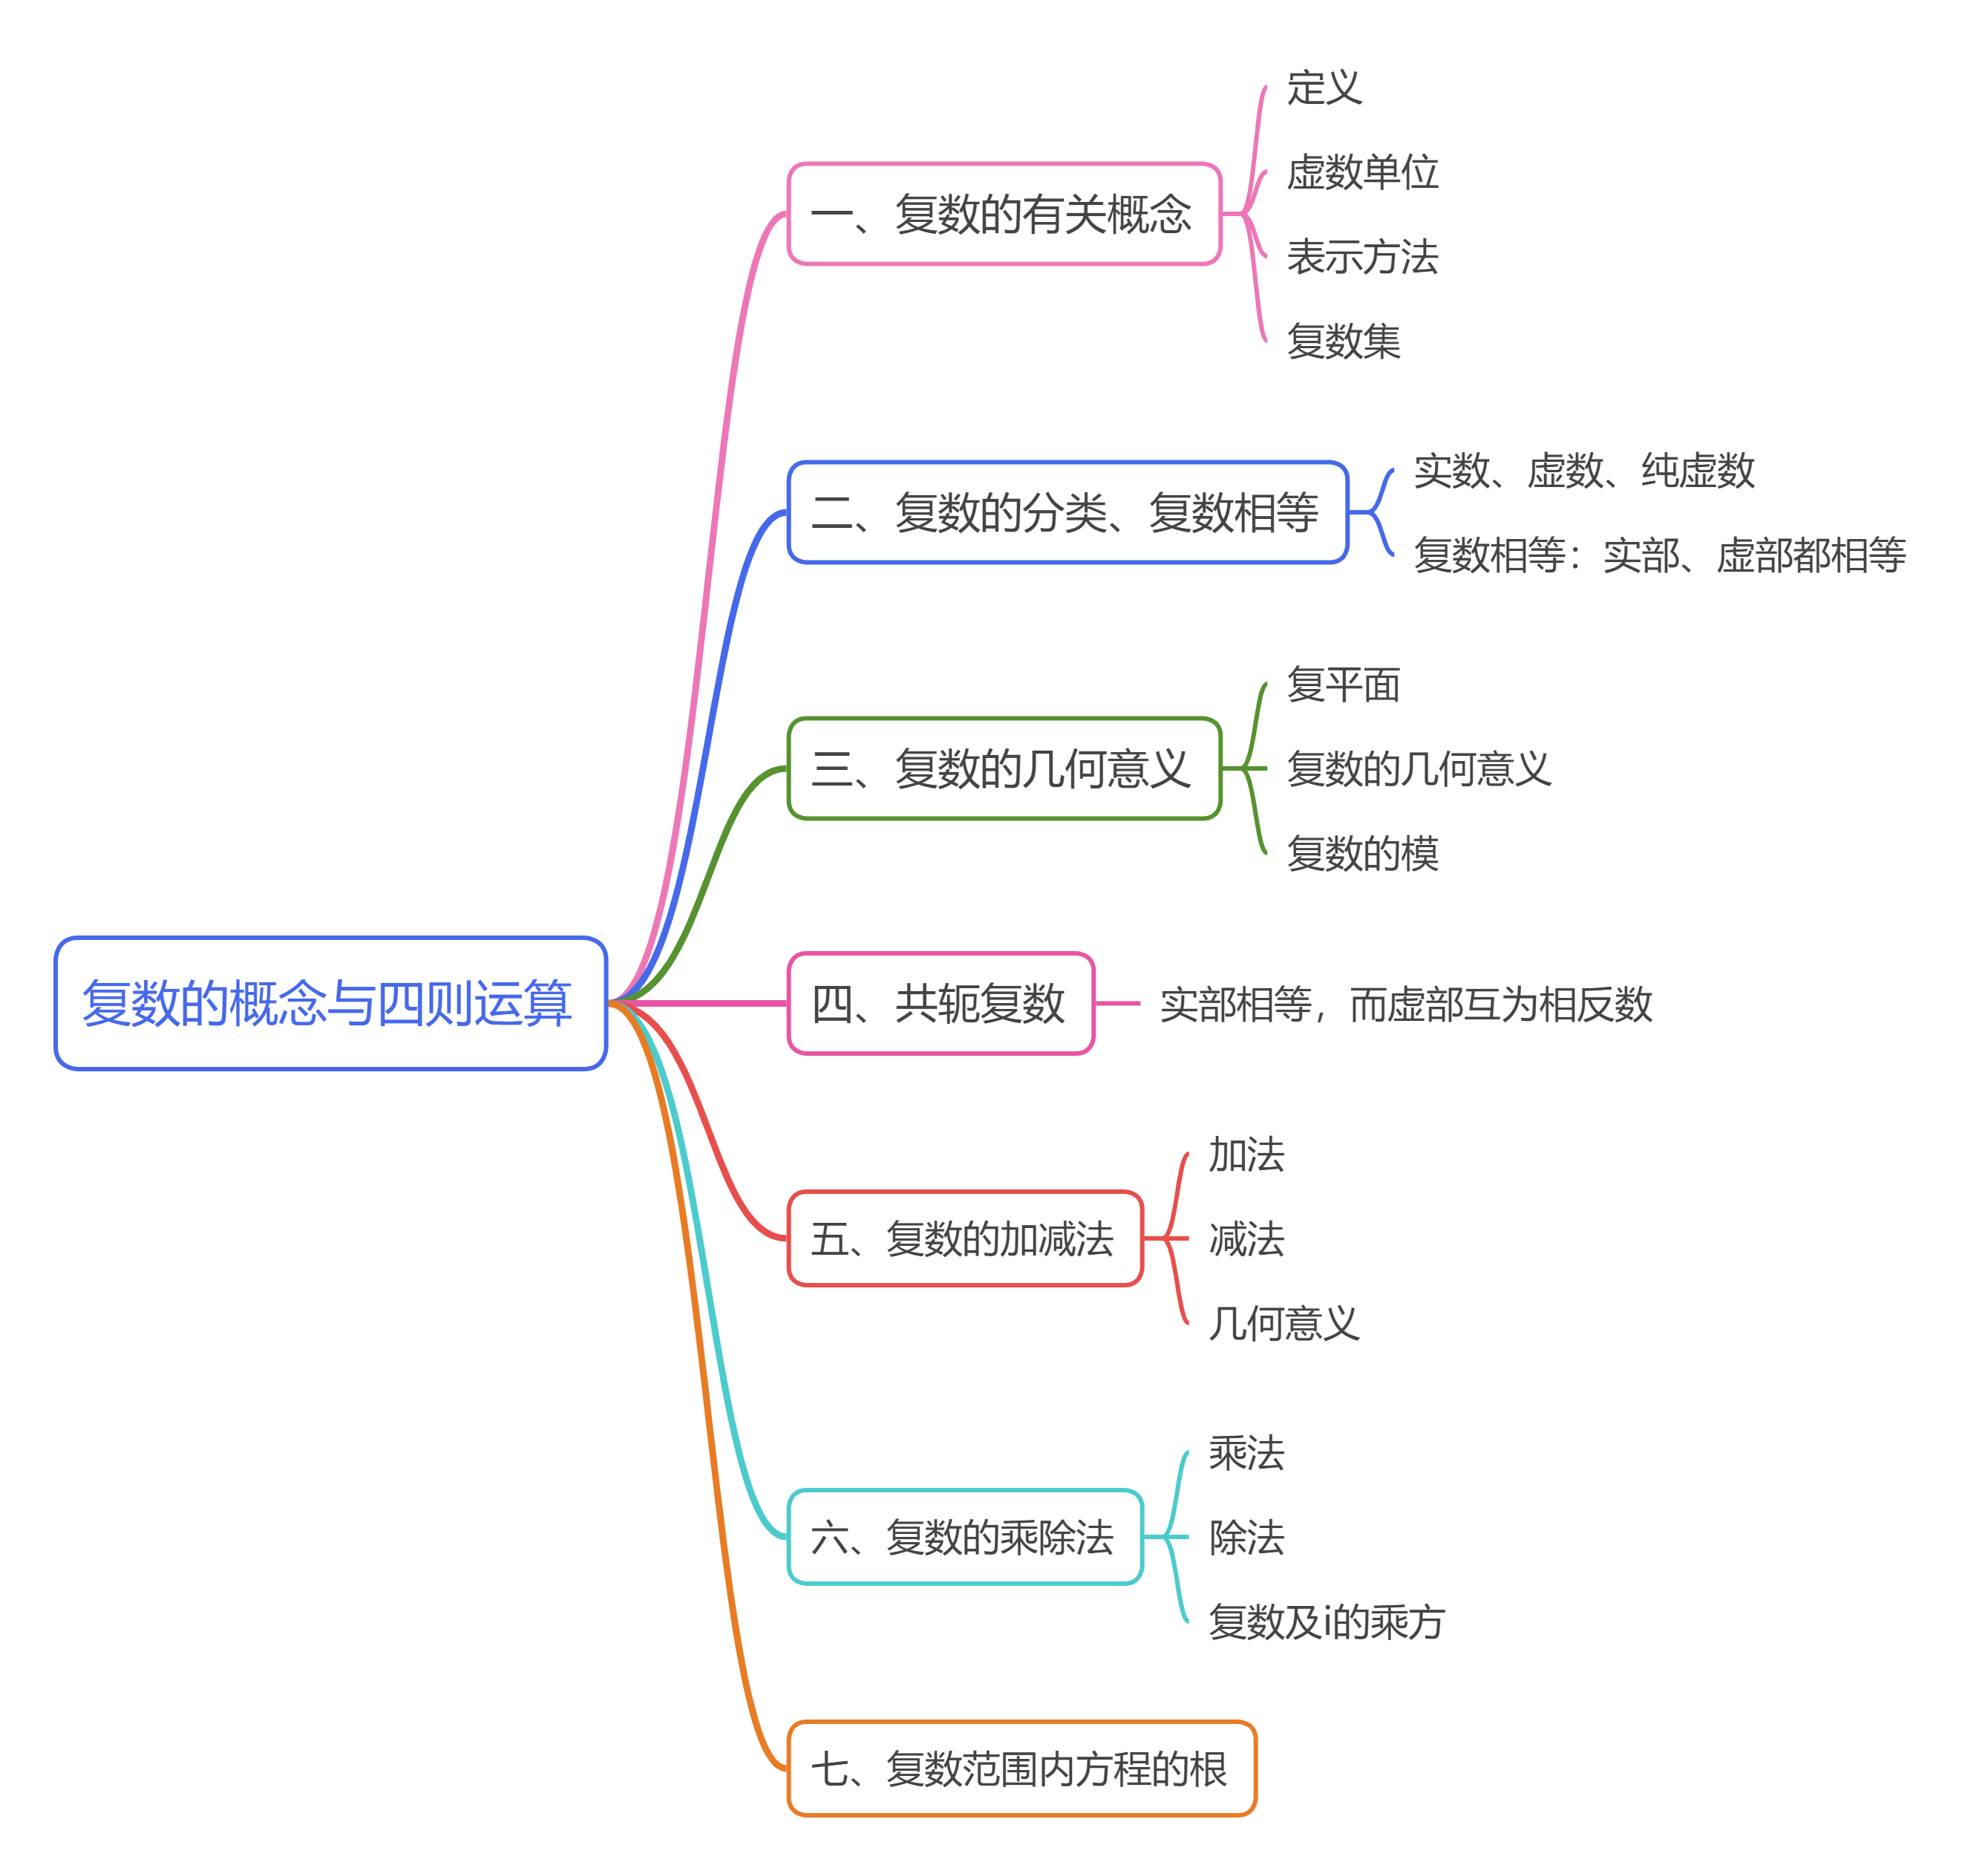 复数的概念与四则运算
一、复数的有关概念
定义
虚数单位
表示方法
复数集
二、复数的分类、复数相等
实数、虚数、纯虚数
复数相等：实部、虚部都相等
三、复数的几何意义
复平面
复数的几何意义
复数的模
四、共轭复数
实部相等，而虚部互为相反数
五、复数的加减法
加法
减法
几何意义
六、复数的乘除法
乘法
除法
复数及i的乘方
七、复数范围内方程的根